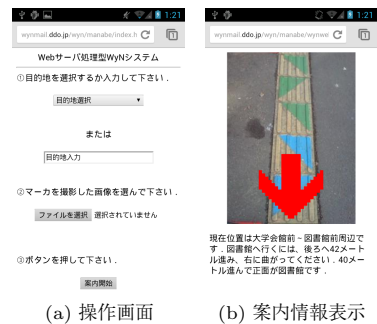 1:21
wynmail.ddo.jp/wyn/manabe/index.h
1
Webサーバ処理型WyNシステム
①目的地を選択するか入力して下さい．
目的地選択
または
目的地入力
②マーカを撮影した画像を選んで下さい．
ファイルを選択 選択されていません
③ボタンを押して下さい．
案内開始
(a) 操作画面
1:21
wynmail.ddo.jp/wyn/manabe/wynwel
1
現在位置は大学会館前－図書館前周辺で
す．図書館へ行くには、後ろへ42メート
ル進み、右に曲がってください．40メー
トル進んで正面が図書館です．
(b) 案内情報表示